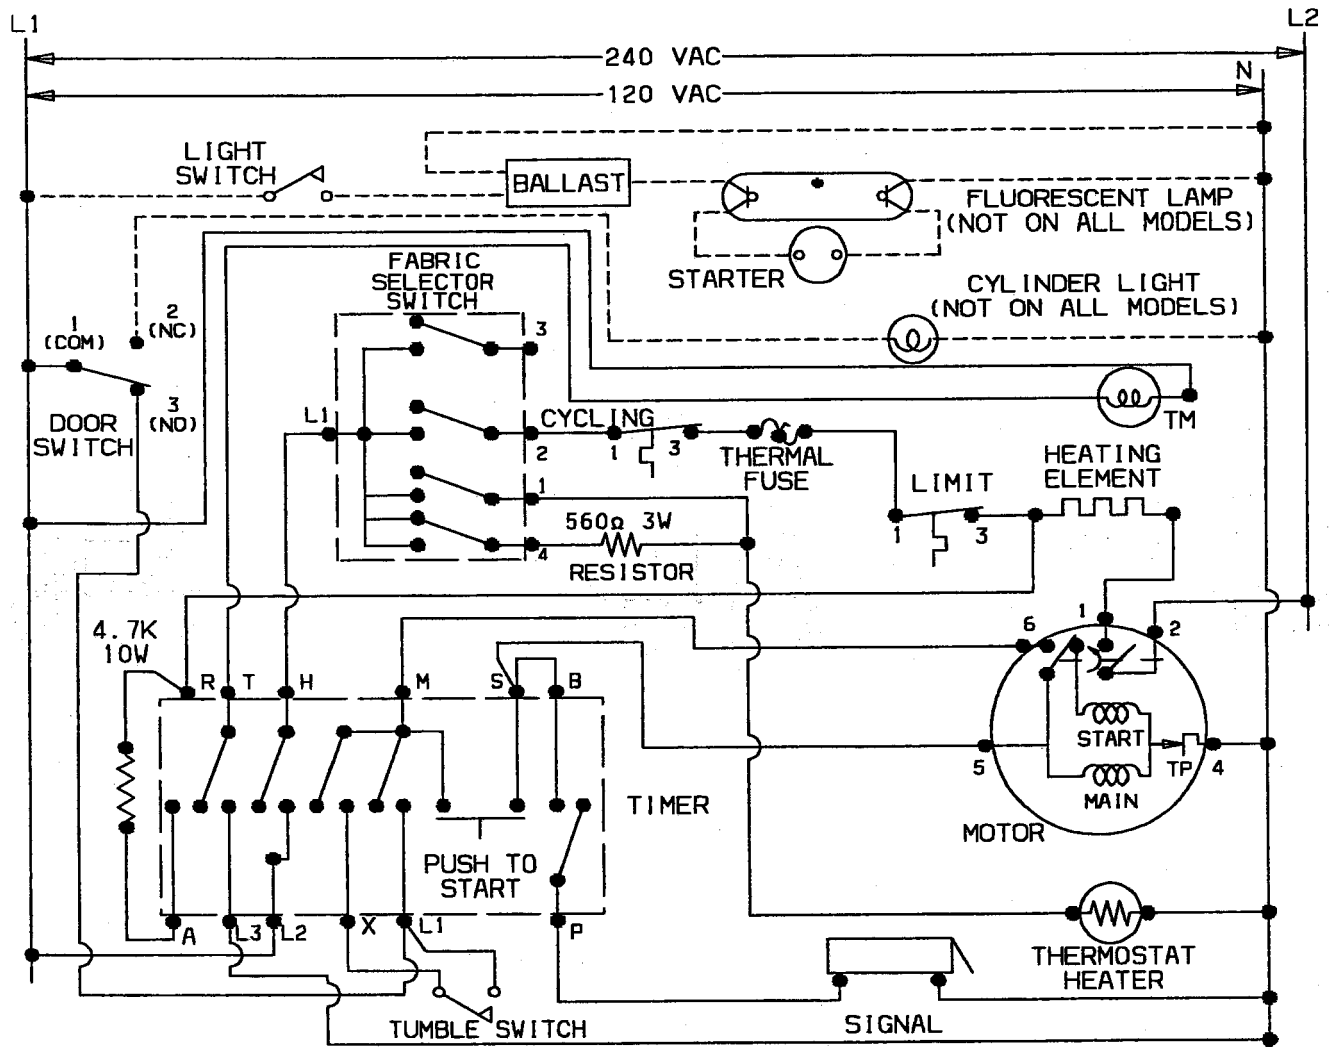 L1
L2
240 VAC
N
120 VAC
LIGHT
SWITCH
BALLAST
FLUORESCENT LAMP
(NOT ON ALL MODELS)
STARTER
FABRIC
SELECTOR
SWITCH
CYLINDER LIGHT
(NOT ON ALL MODELS)
1
(COM)
2
(NC)
3
3
(NO)
DOOR
SWITCH
L1
CYCLING
2
1
3
THERMAL
FUSE
TM
HEATING
ELEMENT
LIMIT
1
3
1
560Ω 3W
4
RESISTOR
4.7K
10W
6
1
2
R
T
H
M
S
B
START
5
TP
4
MAIN
TIMER
MOTOR
PUSH TO
START
A
L3
L2
X
L1
P
THERMOSTAT
HEATER
TUMBLE SWITCH
SIGNAL